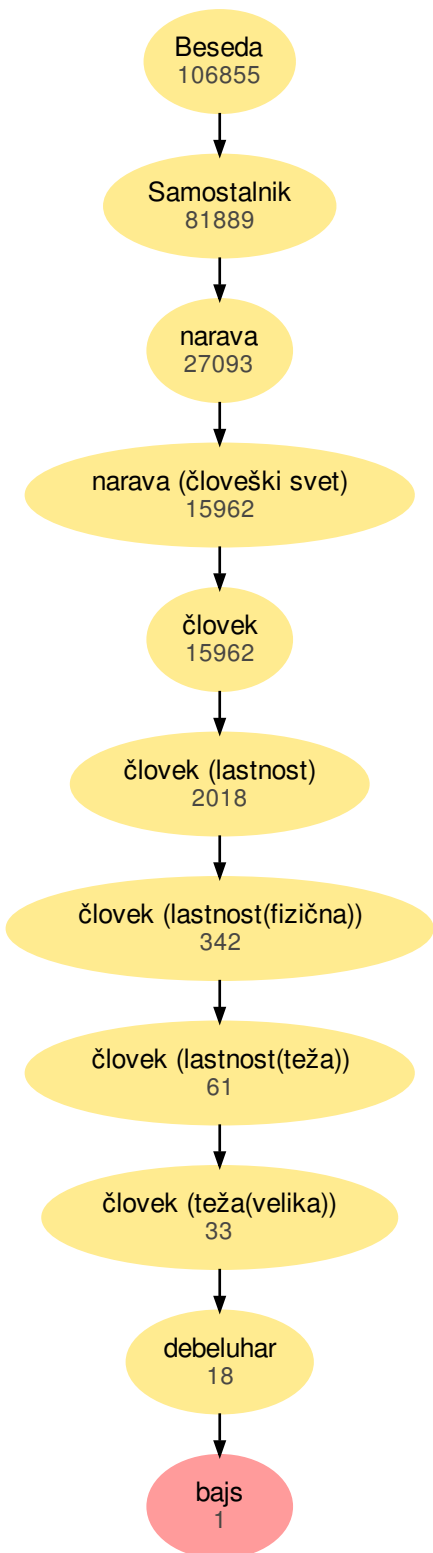 Beseda
106855
Samostalnik
81889
narava
27093
narava (človeški svet)
15962
človek
15962
človek (lastnost)
2018
človek (lastnost(fizična))
342
človek (lastnost(teža))
61
človek (teža(velika))
33
debeluhar
18
bajs
1